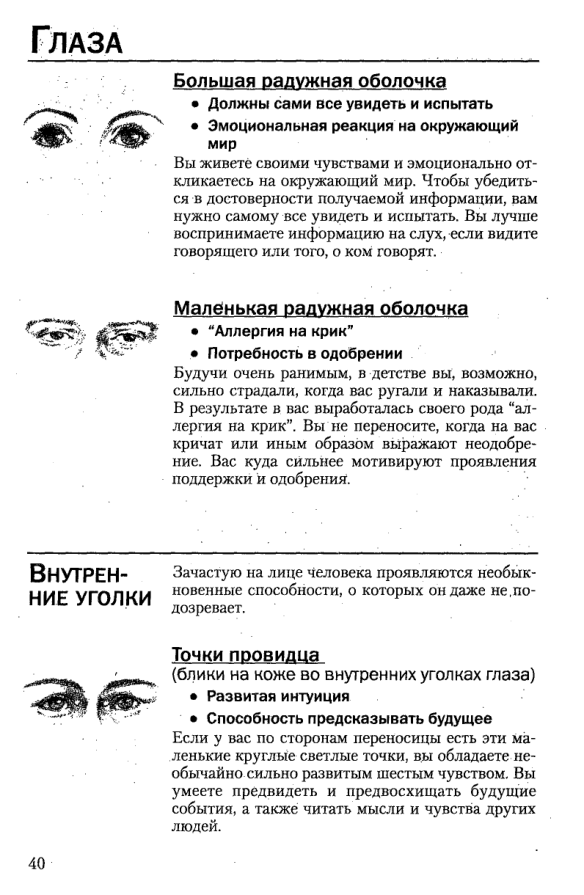 ГЛАЗА
Большая радужная оболочка
• Должны сами все увидеть и испытать
• Эмоциональная реакция на окружающий
мир
Вы живете своими чувствами и эмоционально от-
кликаетесь на окружающий мир. Чтобы убедить-
ся в достоверности получаемой информации, вам
нужно самому все увидеть и испытать. Вы лучше
воспринимаете информацию на слух, если видите
говорящего или того, о ком говорят.
Маленькая радужная оболочка
• “Аллергия на крик”
• Потребность в одобрении
Будучи очень ранимым, в детстве вы, возможно,
сильно страдали, когда вас ругали и наказывали.
В результате в вас выработалась своего рода “ал-
лергия на крик”. Вы не переносите, когда на вас
кричат или иным образом выражают неодобре-
ние. Вас куда сильнее мотивируют проявления
поддержки и одобрения.
ВНУТРЕН-
НИЕ УГОЛКИ
Зачастую на лице человека проявляются необык-
новенные способности, о которых он даже не по-
дозревает.
Точки провидца
(блики на коже во внутренних уголках глаза)
• Развитая интуиция
• Способность предсказывать будущее
Если у вас по сторонам переносицы есть эти ма-
ленькие круглые светлые точки, вы обладаете не-
обычайно сильно развитым шестым чувством. Вы
умеете предвидеть и предвосхищать будущие
события, а также читать мысли и чувства других
людей.
40